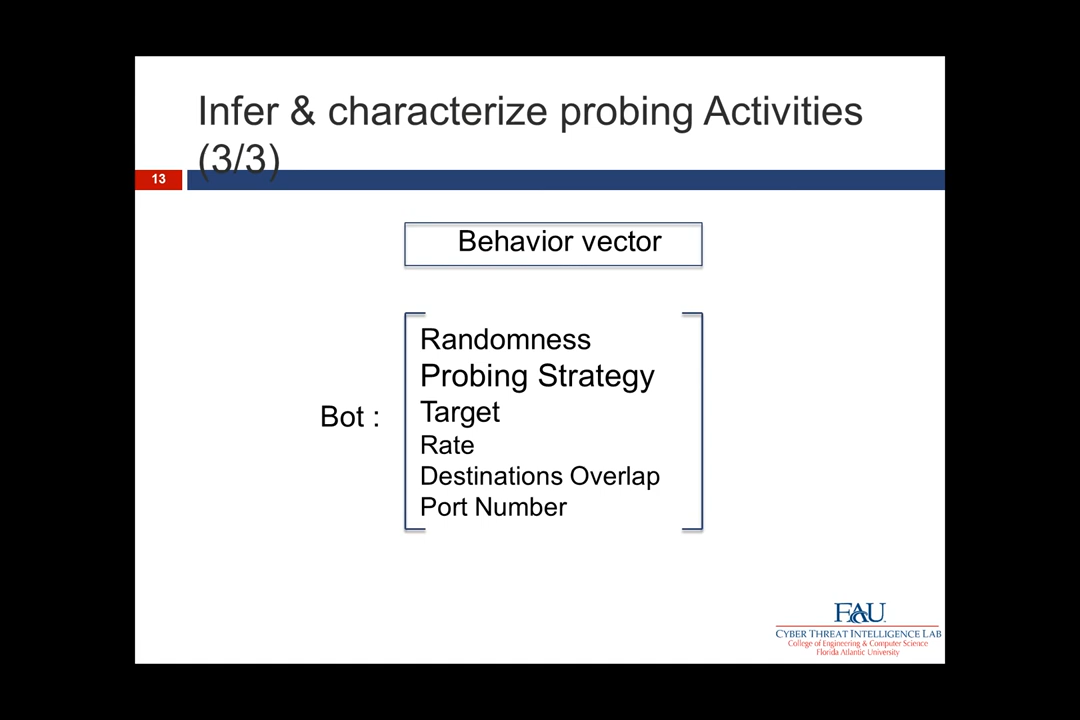 Infer & characterize probing Activities
(3/3)
13
Behavior vector
Randomness
Probing Strategy
Bot :
Target
Rate
Destinations Overlap
Port Number
FAU
CYBER THREAT INTELLIGENCE LAB
College of Engineering & Computer Science
Florida Atlantic University